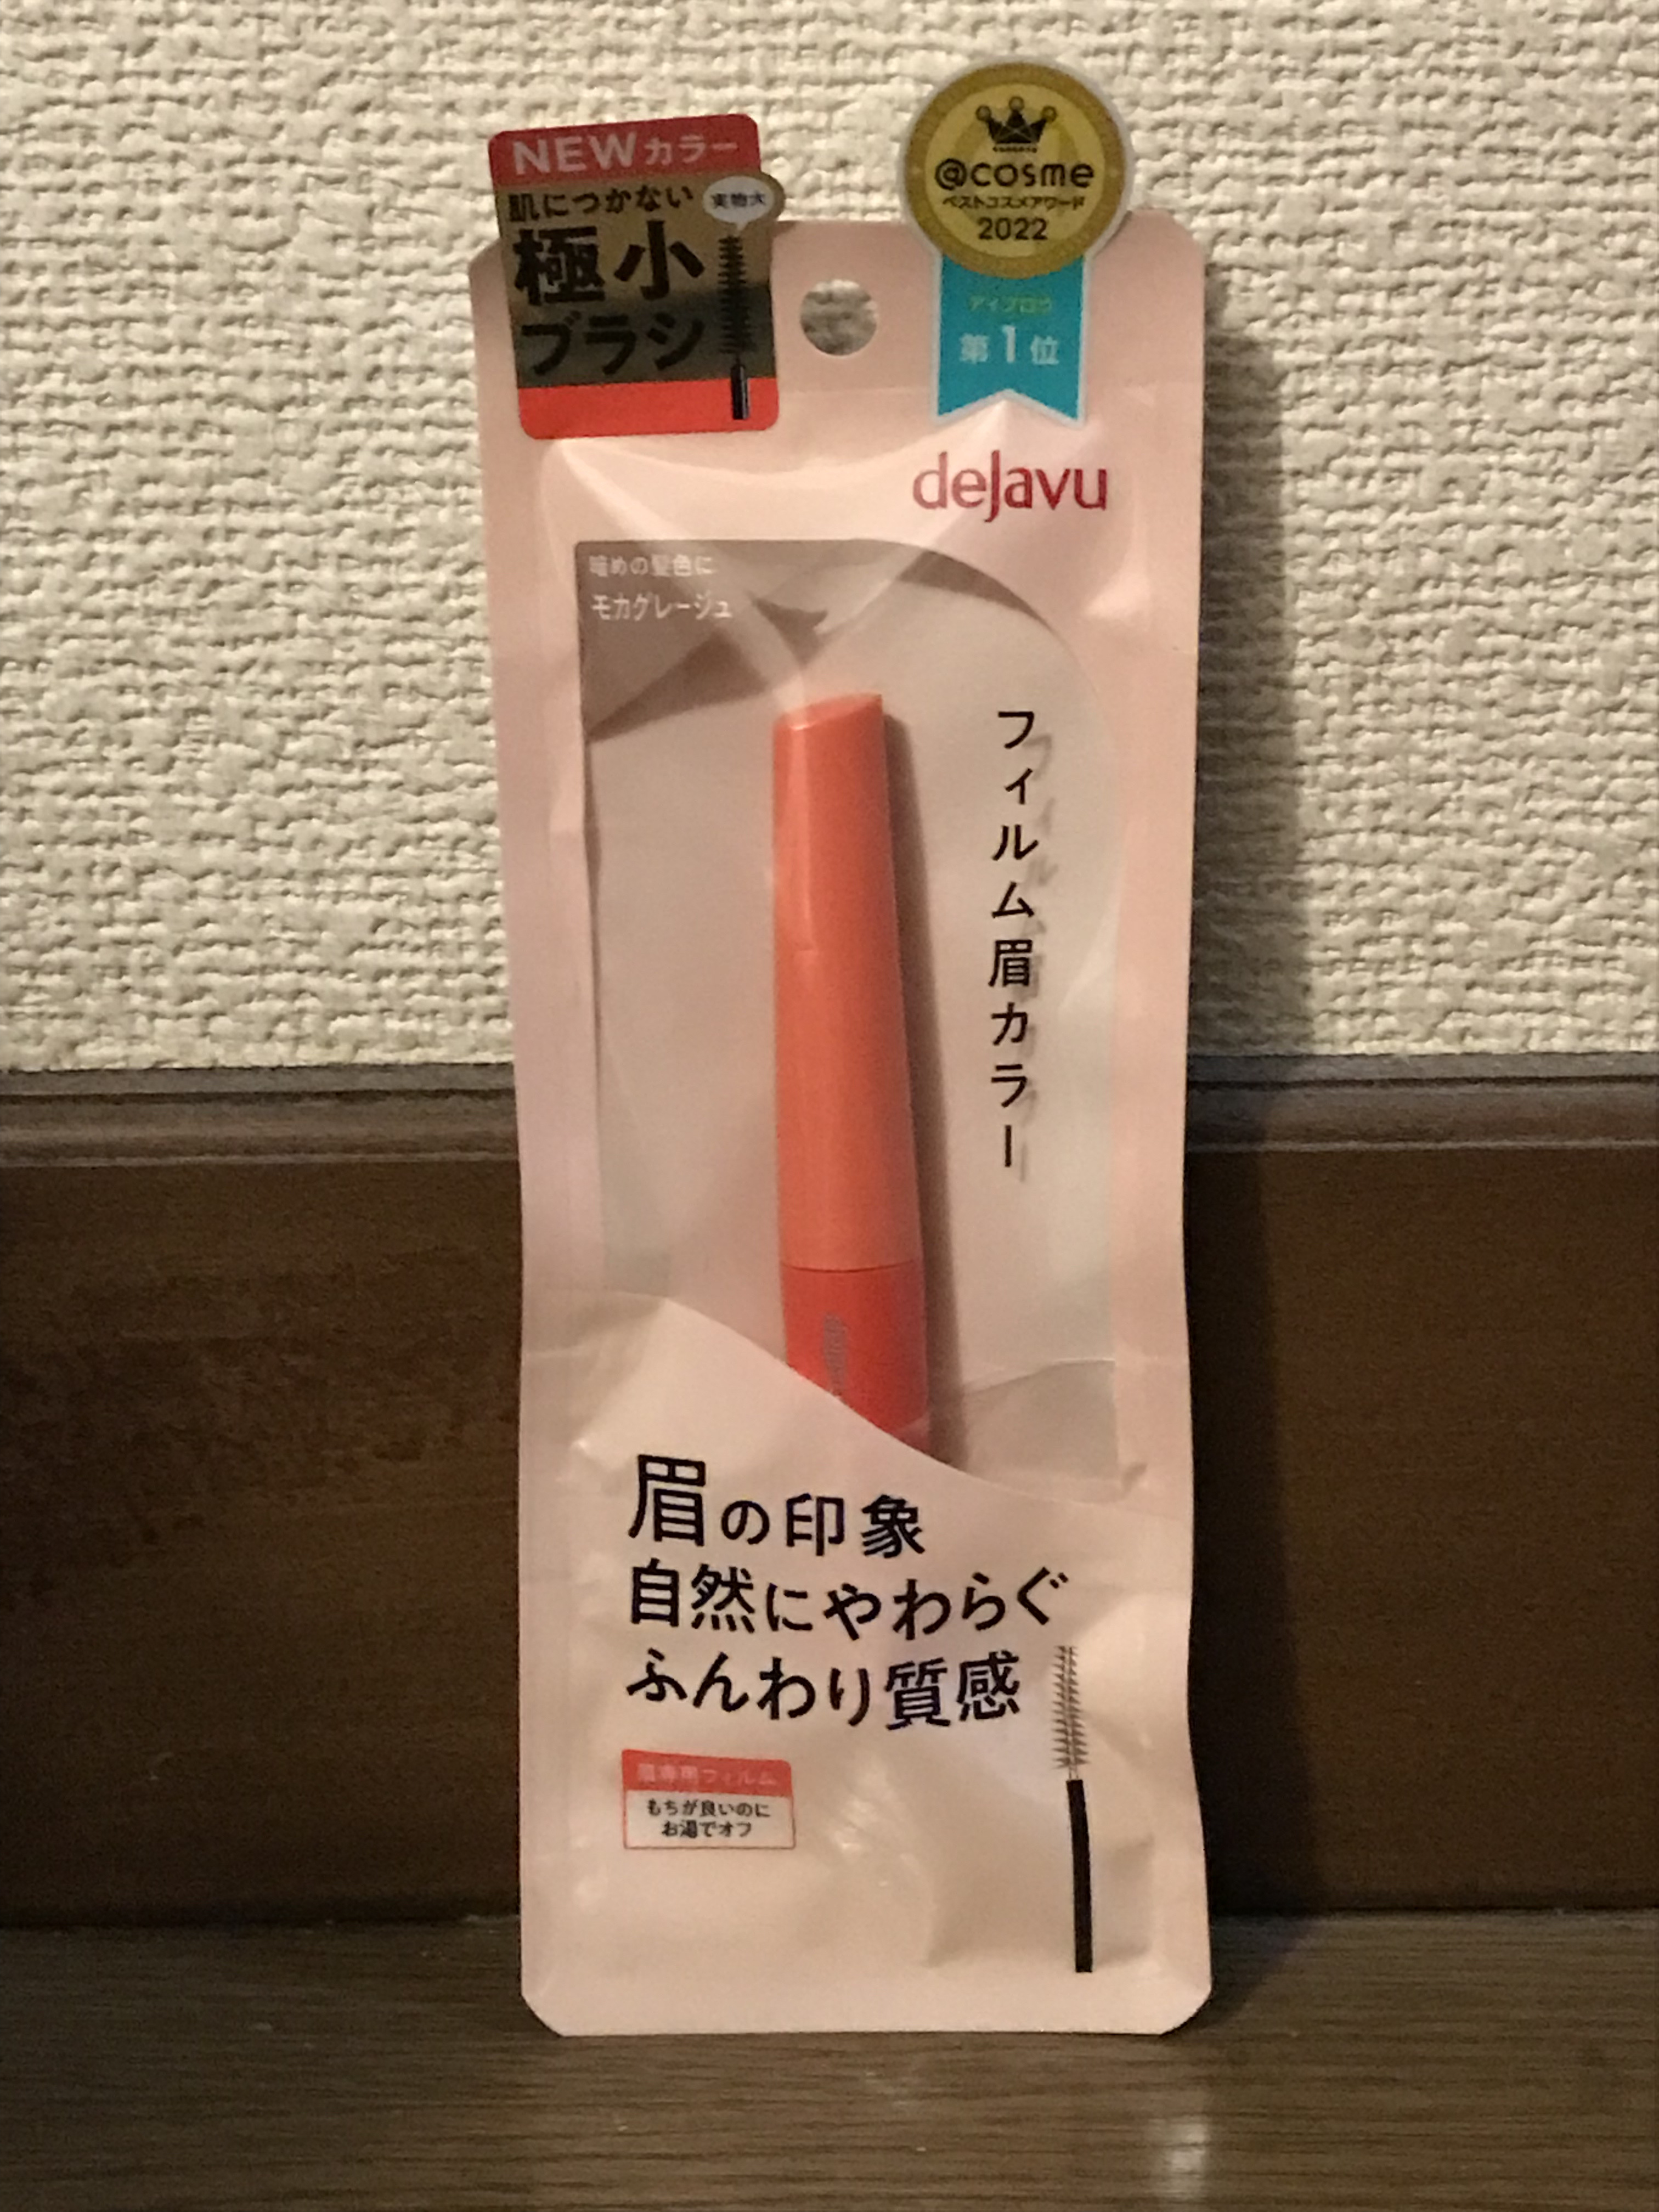 NEWカラー
肌につかない
実物大
極小
ブラシ
@cosme
ベストコスメアワード
2022
アイブロウ
第1位
dejavu
暗めの髪色に
モカグレージュ
フィルム眉カラー
眉の印象
自然にやわらぐ
ふんわり質感
眉専用フィルム
もちが良いのに
お湯でオフ